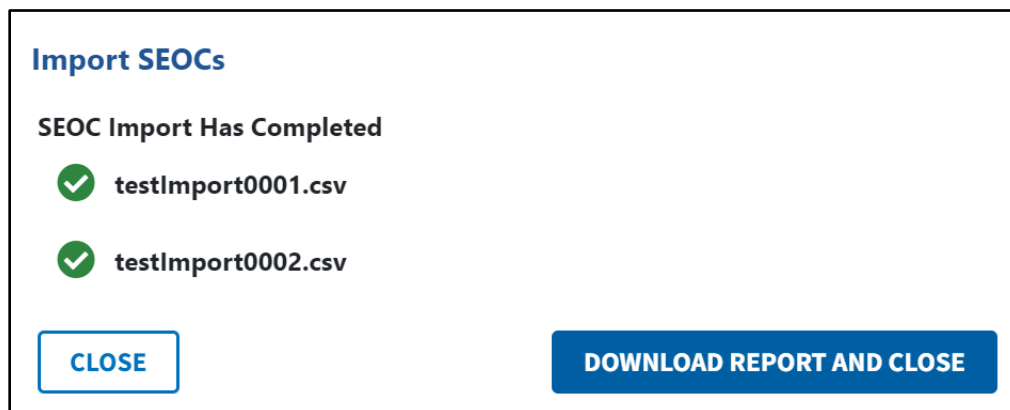 Import SEOCs
SEOC Import Has Completed
testImport0001.csv
testImport0002.csv
CLOSE
DOWNLOAD REPORT AND CLOSE